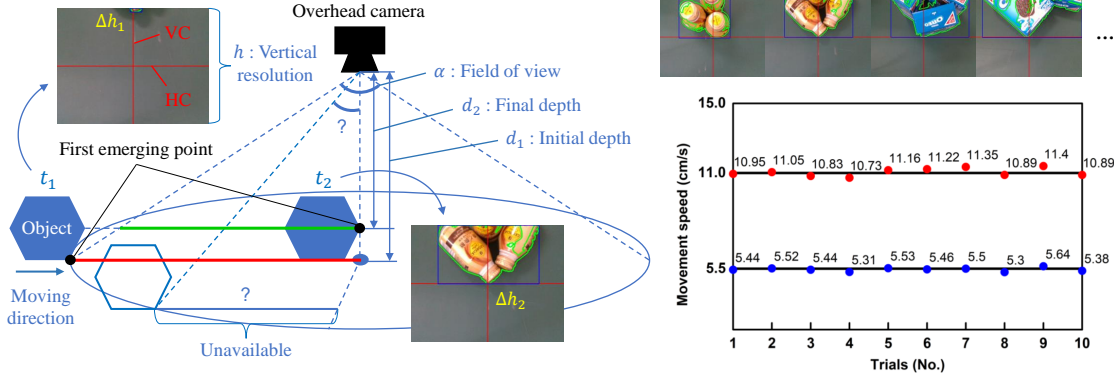 Overhead camera
Δh₁
VC
HC
h : Vertical
resolution
α : Field of view
d₂ : Final depth
d₁ : Initial depth
?
First emerging point
t₁
t₂
Object
Moving
direction
?
Unavailable
Δh₂
OREO
...
15.0
11.0
5.5
Movement speed (cm/s)
10.95 11.05 10.83 10.73 11.16 11.22 11.35 10.89 11.4 10.89
5.44 5.52 5.44 5.31 5.53 5.46 5.5 5.3 5.64 5.38
1 2 3 4 5 6 7 8 9 10
Trials (No.)